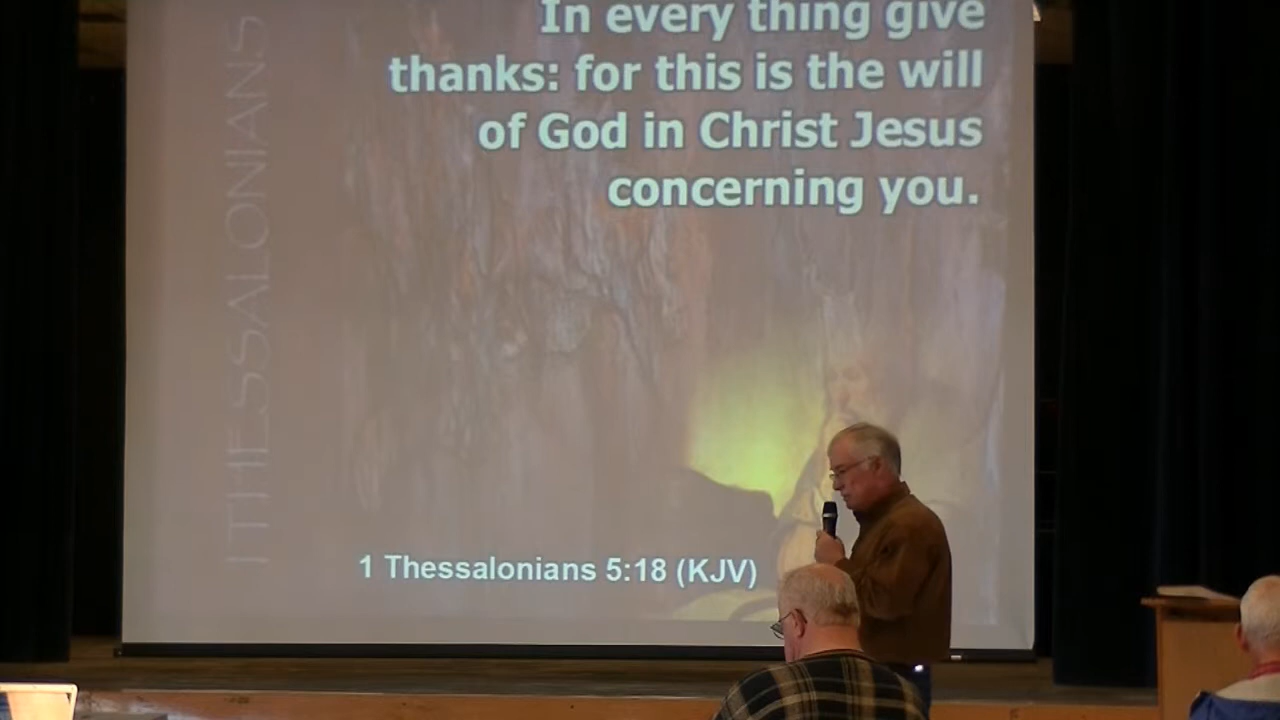 In every thing give
thanks: for this is the will
of God in Christ Jesus
concerning you.
I THESSALONIANS
1 Thessalonians 5:18 (KJV)